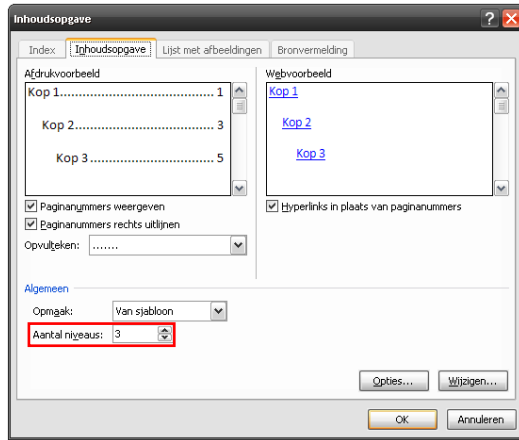 Inhoudsopgave
Index Inhoudsopgave Lijst met afbeeldingen Bronvermelding
Afdrukvoorbeeld
Kop 1........................................ 1
Kop 2.................................... 3
Kop 3................................ 5
Webvoorbeeld
Kop 1
Kop 2
Kop 3
Paginanummers weergeven
Paginanummers rechts uitlijnen
Opvulteken: .......
Hyperlinks in plaats van paginanummers
Algemeen
Opmaak: Van sjabloon
Aantal niveaus: 3
Opties... Wijzigen...
OK Annuleren